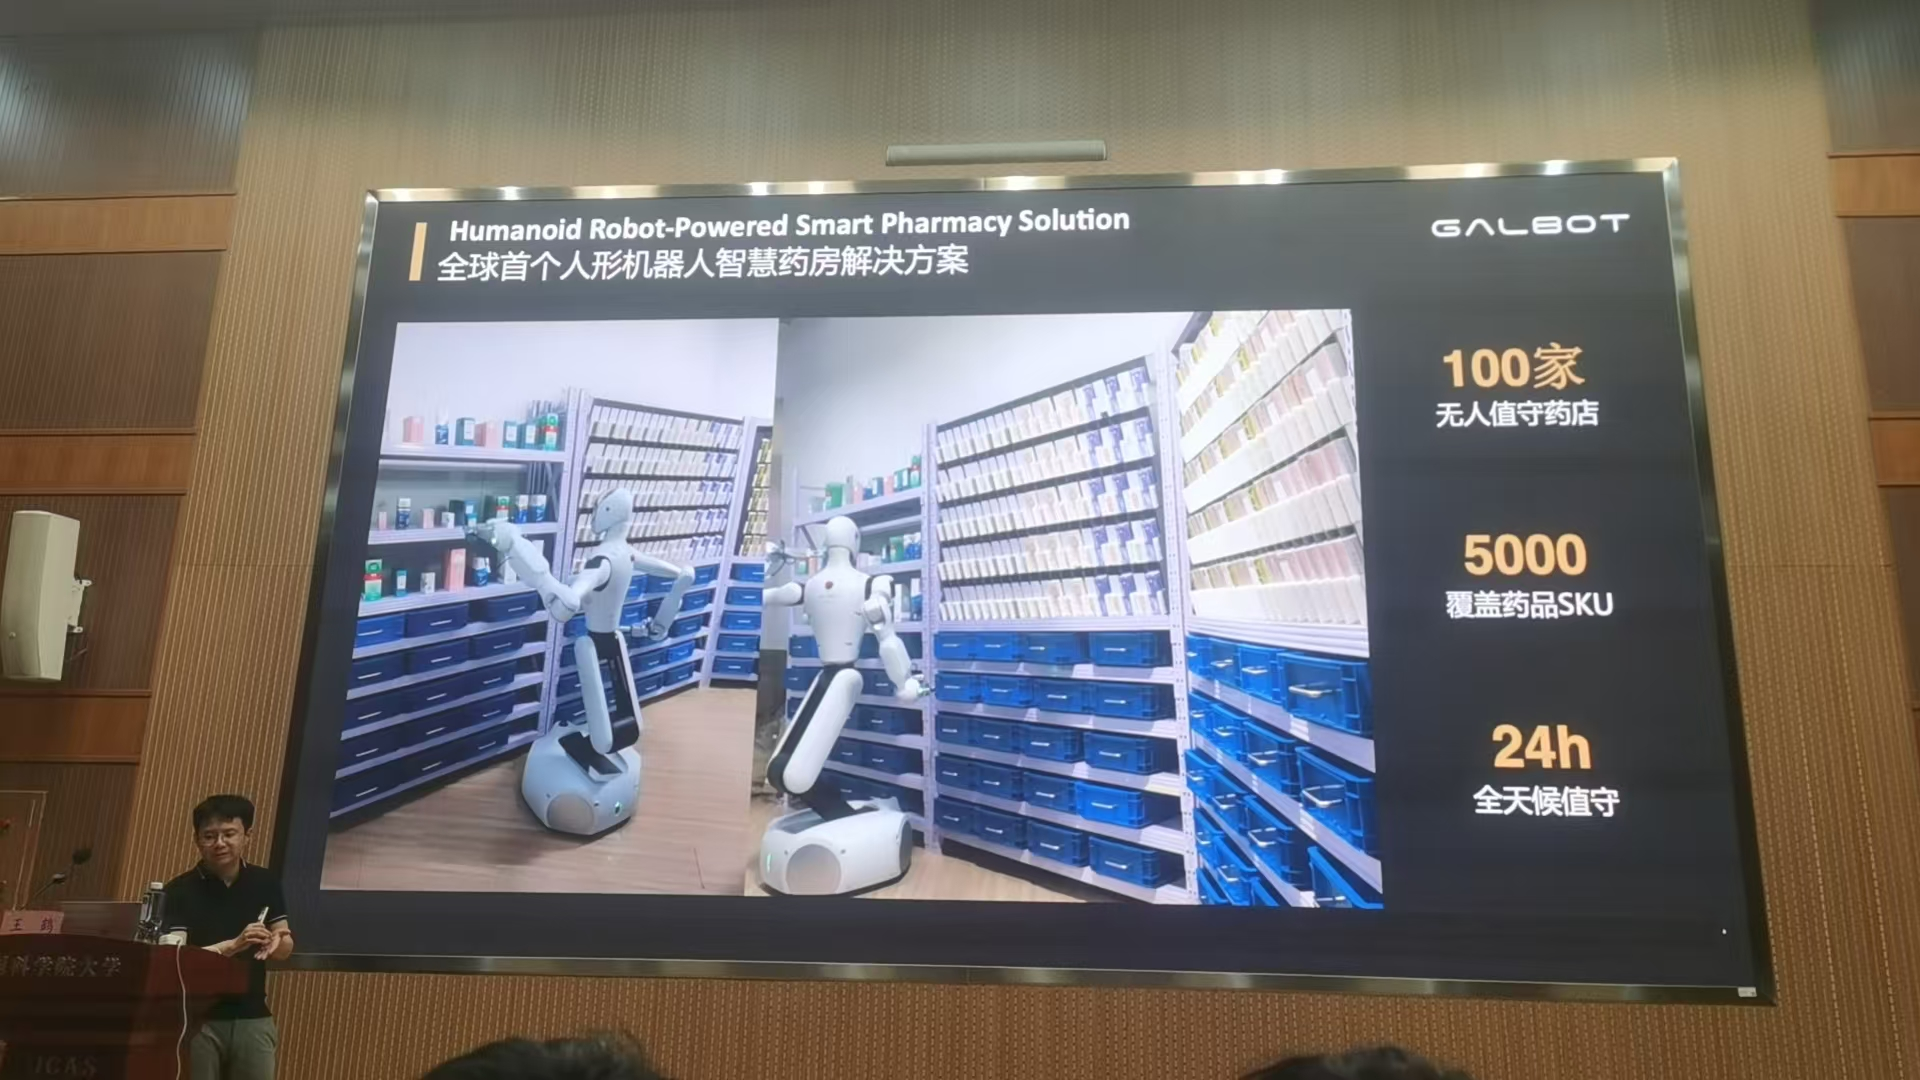 Humanoid Robot-Powered Smart Pharmacy Solution
全球首个人形机器人智慧药房解决方案
GALBOT
100家
无人值守药店
5000
覆盖药品SKU
24h
全天候值守
王 鹤
科学院大学
UCAS